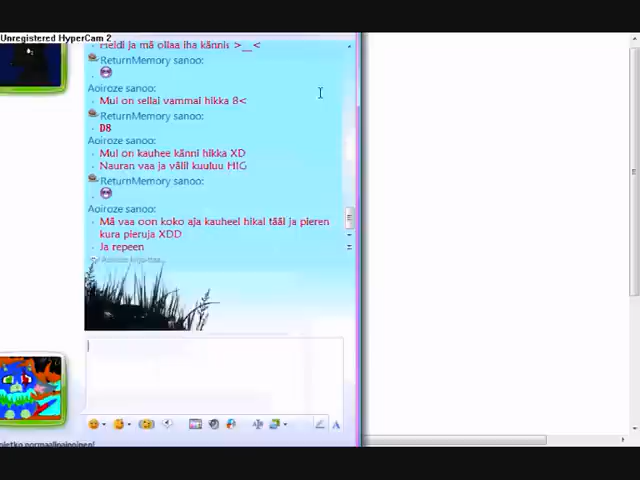 Unregistered HyperCam 2
Heidi ja mä ollaa iha kännis >__<
ReturnMemory sanoo:
Aoiroze sanoo:
Mul on sellai vammai hikka 8<
ReturnMemory sanoo:
D8
Aoiroze sanoo:
Mul on kauhee känni hikka XD
Nauran vaa ja välil kuuluu HIG
ReturnMemory sanoo:
Aoiroze sanoo:
Mä vaa oon koko aja kauheel hikal tääl ja pieren
kura pieruja XDD
Ja repeen
Aoiroze kirjoittaa...
A